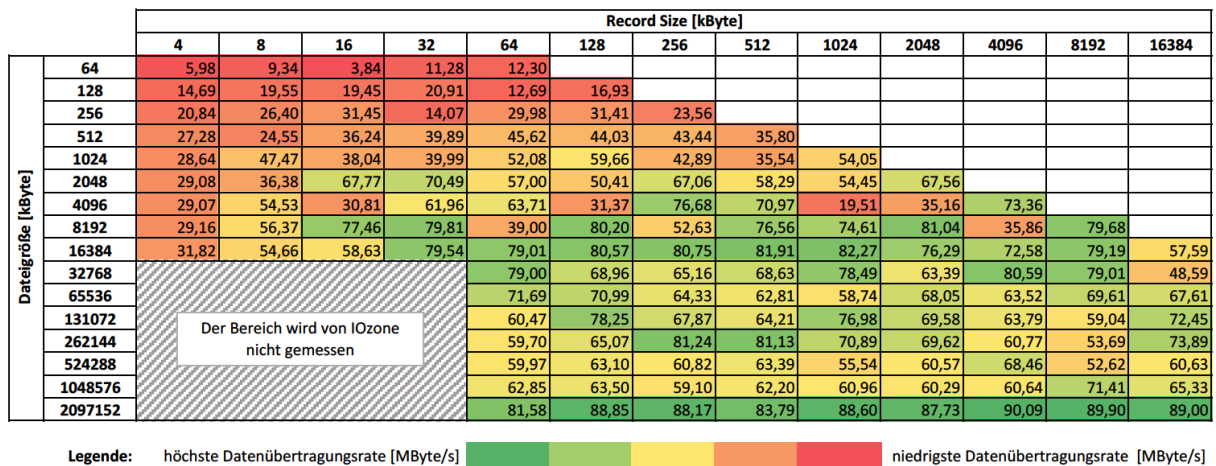 Record Size [kByte]
4 8 16 32 64 128 256 512 1024 2048 4096 8192 16384
Dateigröße [kByte]
64 5,98 9,34 3,84 11,28 12,30
128 14,69 19,55 19,45 20,91 12,69 16,93
256 20,84 26,40 31,45 14,07 29,98 31,41 23,56
512 27,28 24,55 36,24 39,89 45,62 44,03 43,44 35,80
1024 28,64 47,47 38,04 39,99 52,08 59,66 42,89 35,54 54,05
2048 29,08 36,38 67,77 70,49 57,00 50,41 67,06 58,29 54,45 67,56
4096 29,07 54,53 30,81 61,96 63,71 31,37 76,68 70,97 19,51 35,16 73,36
8192 29,16 56,37 77,46 79,81 39,00 80,20 52,63 76,56 74,61 81,04 35,86 79,68
16384 31,82 54,66 58,63 79,54 79,01 80,57 80,75 81,91 82,27 76,29 72,58 79,19 57,59
32768 79,00 68,96 65,16 68,63 78,49 63,39 80,59 79,01 48,59
65536 71,69 70,99 64,33 62,81 58,74 68,05 63,52 69,61 67,61
131072 60,47 78,25 67,87 64,21 76,98 69,58 63,79 59,04 72,45
262144 59,70 65,07 81,24 81,13 70,89 69,62 60,77 53,69 73,89
524288 59,97 63,10 60,82 63,39 55,54 60,57 68,46 52,62 60,63
1048576 62,85 63,50 59,10 62,20 60,96 60,29 60,64 71,41 65,33
2097152 81,58 88,85 88,17 83,79 88,60 87,73 90,09 89,90 89,00
Der Bereich wird von IOzone
nicht gemessen
Legende: höchste Datenübertragungsrate [MByte/s] niedrigste Datenübertragungsrate [MByte/s]